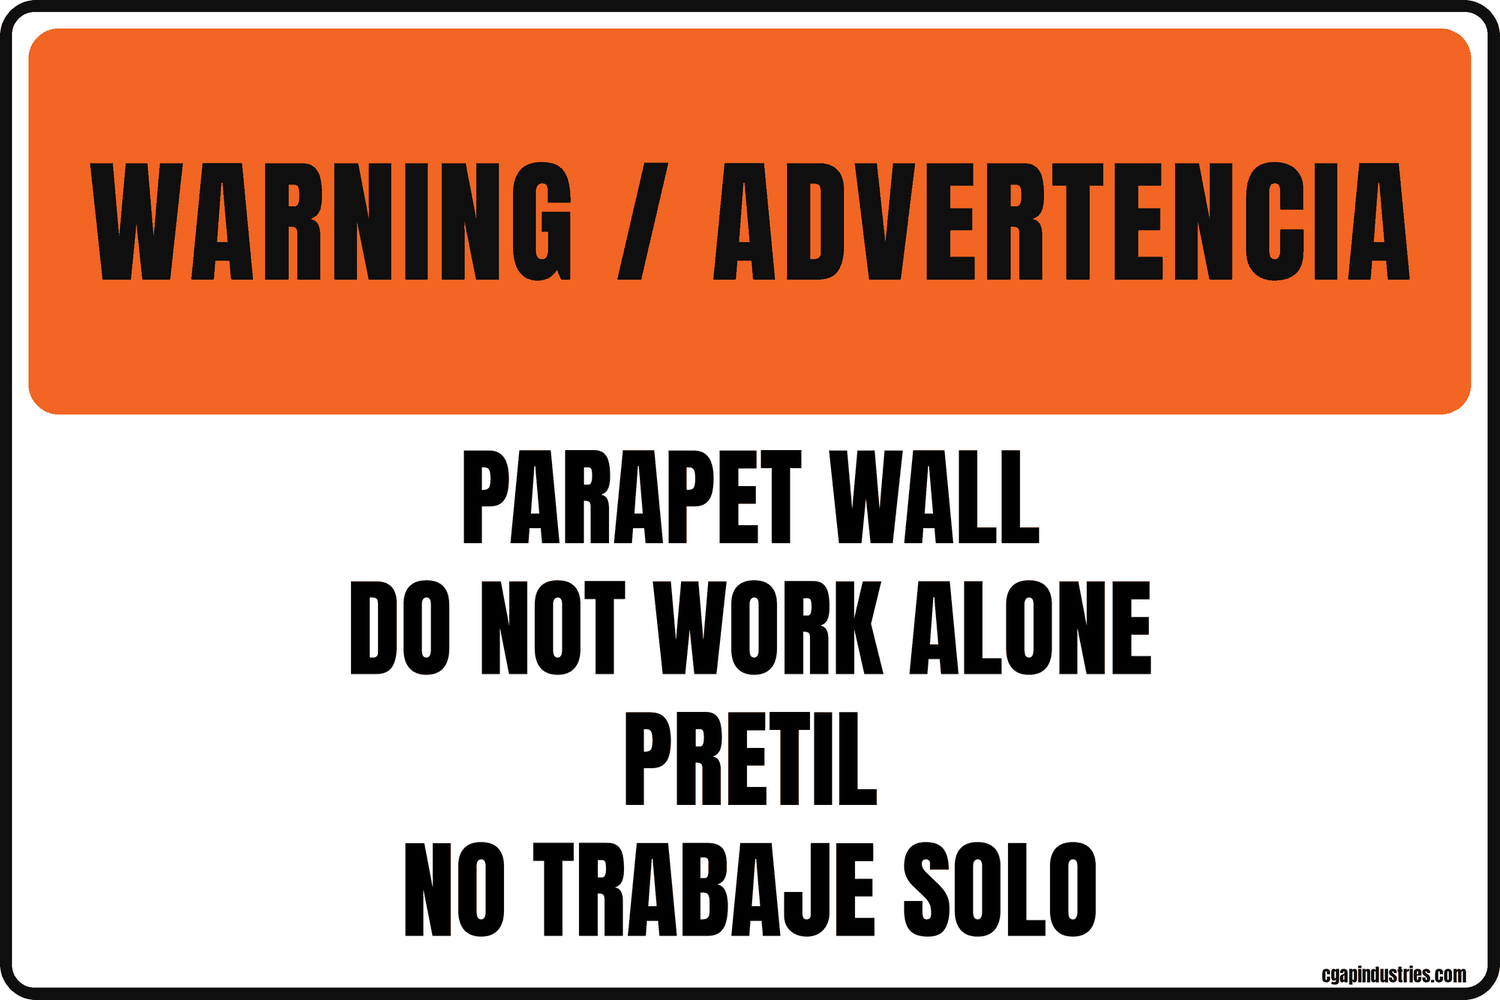 WARNING / ADVERTENCIA
PARAPET WALL
DO NOT WORK ALONE
PRETIL
NO TRABAJE SOLO
cgapindustries.com